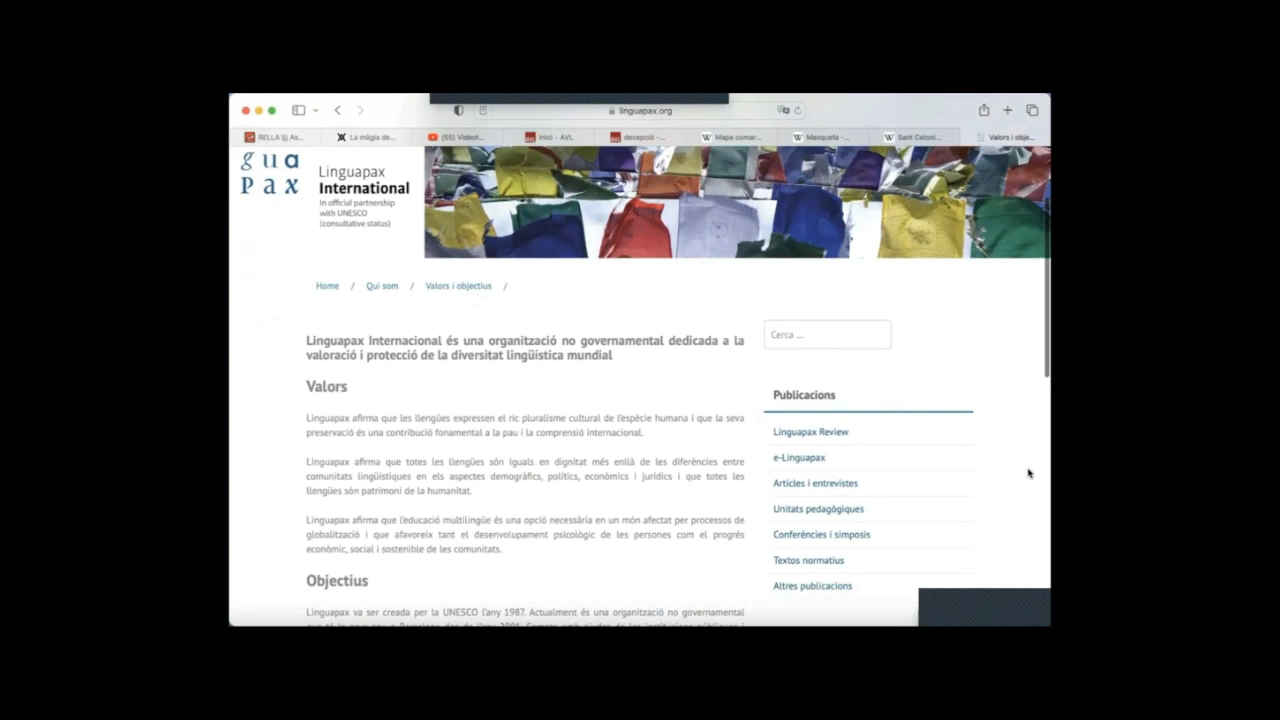 linguapax.org
RELLA \\\ As...
La màgia de...
(55) Videot...
Inici - AVL
decepció -...
Mapa comar...
Masquefa -...
Sant Celoni...
Valors i obje...
gua
Pax
Linguapax
International
In official partnership
with UNESCO
(consultative status)
Home / Qui som / Valors i objectius /
Linguapax Internacional és una organització no governamental dedicada a la
valoració i protecció de la diversitat lingüística mundial
Valors
Linguapax afirma que les llengües expressen el ric pluralisme cultural de l'espècie humana i que la seva
preservació és una contribució fonamental a la pau i la comprensió internacional.
Linguapax afirma que totes les llengües són iguals en dignitat més enllà de les diferències entre
comunitats lingüístiques en els aspectes demogràfics, polítics, econòmics i jurídics i que totes les
llengües són patrimoni de la humanitat.
Linguapax afirma que l'educació multilingüe és una opció necessària en un món afectat per processos de
globalització i que afavoreix tant el desenvolupament psicològic de les persones com el progrés
econòmic, social i sostenible de les comunitats.
Objectius
Linguapax va ser creada per la UNESCO l'any 1987. Actualment és una organització no governamental
Cerca ...
Publicacions
Linguapax Review
e-Linguapax
Articles i entrevistes
Unitats pedagògiques
Conferències i simposis
Textos normatius
Altres publicacions